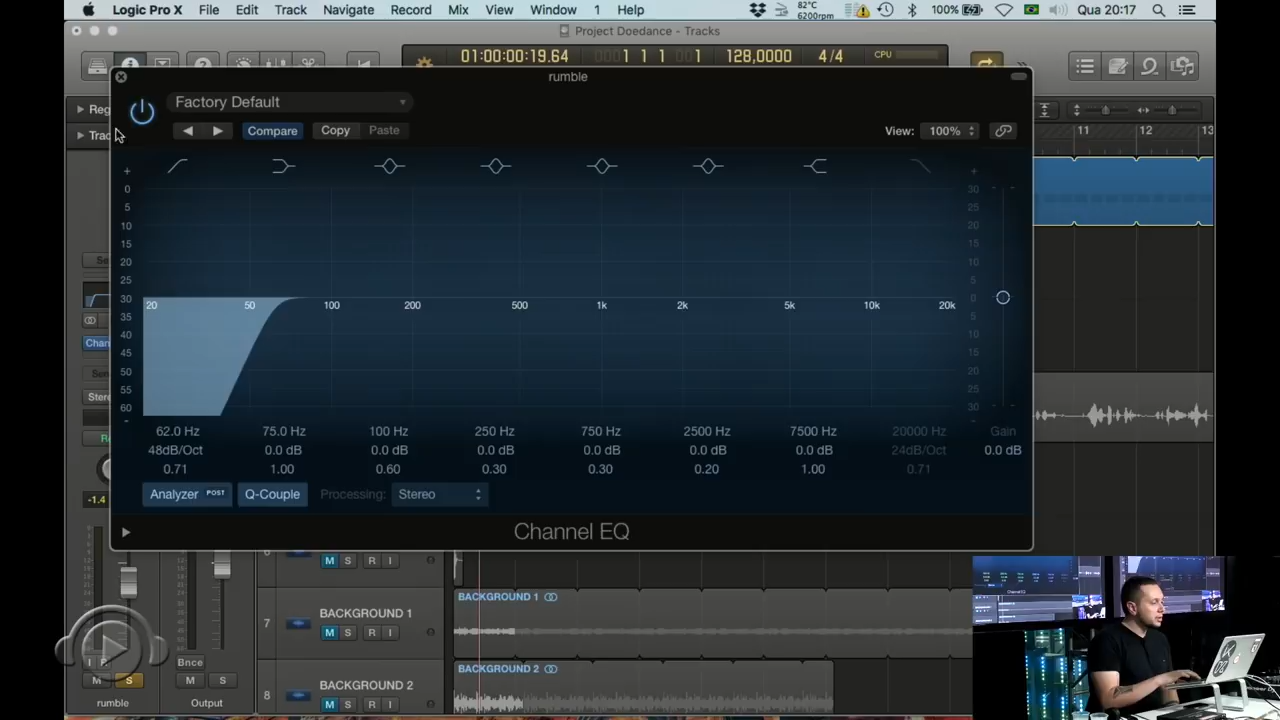 Logic Pro X File Edit Track Navigate Record Mix View Window 1 Help 82°C 6200rpm 100% Qua 20:17
Project Doedance - Tracks
01:00:00:19.64 0001 1 1 001 128,0000 4/4 CPU
rumble
Factory Default
Compare Copy Paste View: 100%
Reg
Trac
11 12 13
+ +
0 30
5 25
10 20
15 15
20 10
25 5
30 20 50 100 200 500 1k 2k 5k 10k 20k 0
35 5
40 10
45 15
50 20
55 25
60 30
- -
62.0 Hz 75.0 Hz 100 Hz 250 Hz 750 Hz 2500 Hz 7500 Hz 20000 Hz Gain
48dB/Oct 0.0 dB 0.0 dB 0.0 dB 0.0 dB 0.0 dB 0.0 dB 24dB/Oct 0.0 dB
0.71 1.00 0.60 0.30 0.30 0.20 1.00 0.71
Analyzer POST Q-Couple Processing: Stereo
Channel EQ
Chan
Sen
Stere
-1.4
6 M S R I
BACKGROUND 1
7 BACKGROUND 1
M S R I
BACKGROUND 2
8 BACKGROUND 2
M S R I
I R Bnce
M S M S
rumble Output